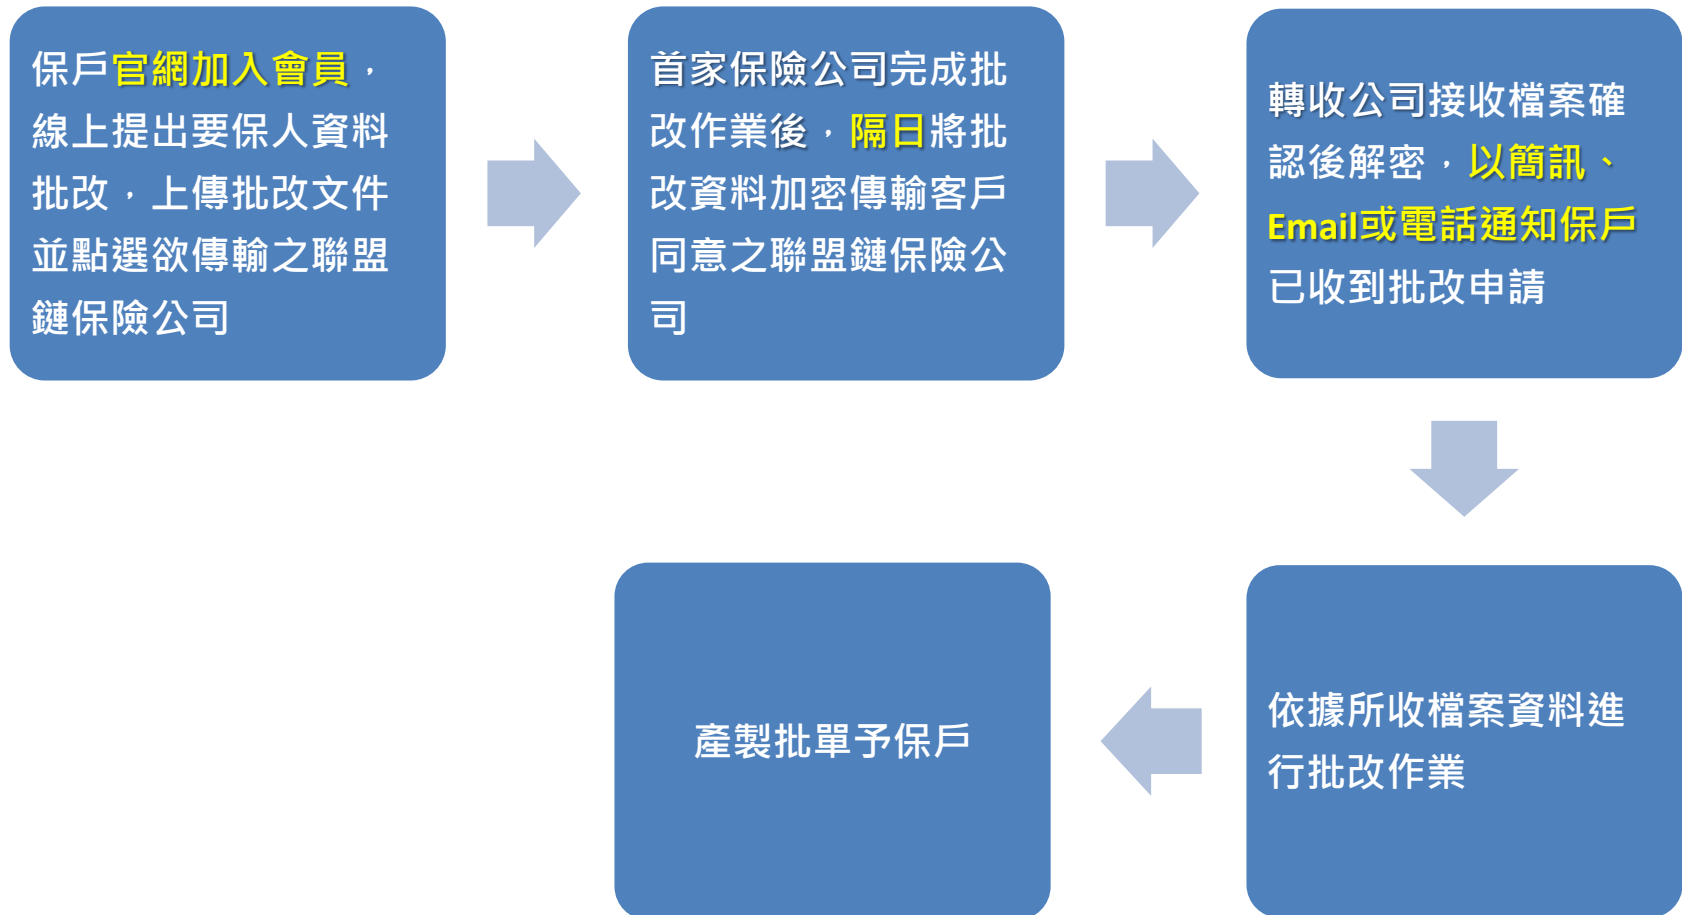 保戶官網加入會員，
線上提出要保人資料
批改，上傳批改文件
並點選欲傳輸之聯盟
鏈保險公司
首家保險公司完成批
改作業後，隔日將批
改資料加密傳輸客戶
同意之聯盟鏈保險公
司
轉收公司接收檔案確
認後解密，以簡訊、
Email或電話通知保戶
已收到批改申請
依據所收檔案資料進
行批改作業
產製批單予保戶